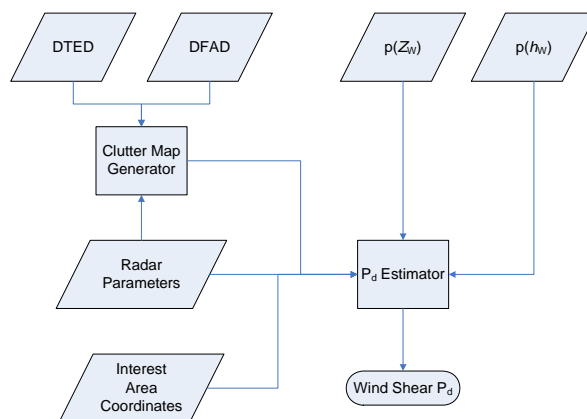 DTED
DFAD
p(Z_W)
p(h_W)
Clutter Map
Generator
Radar
Parameters
P_d Estimator
Interest
Area
Coordinates
Wind Shear P_d